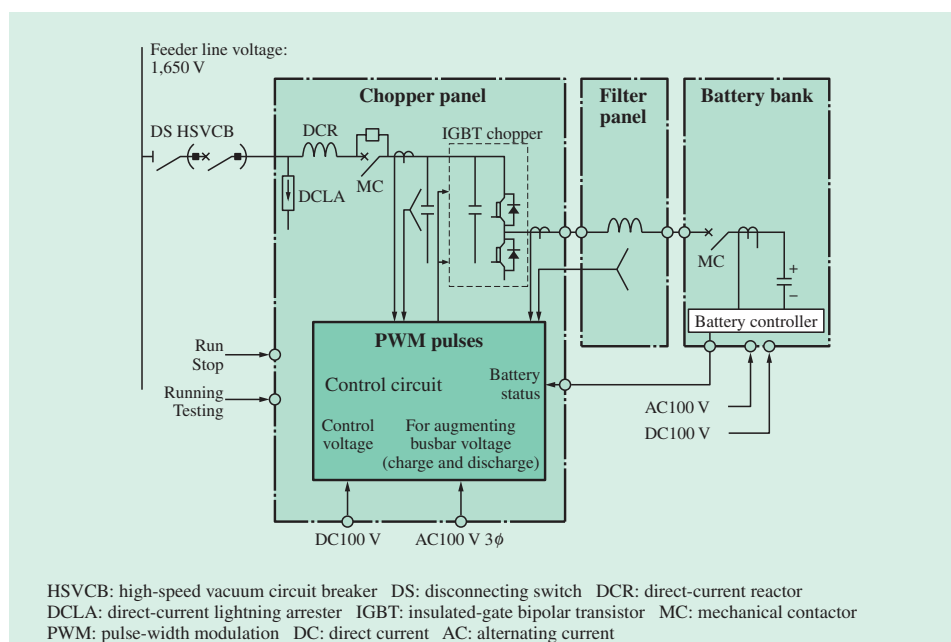 Feeder line voltage:
1,650 V
Chopper panel
Filter
panel
Battery bank
DS HSVCB
DCR
IGBT chopper
MC
DCLA
MC
+
−
Battery controller
PWM pulses
Run
Stop
Control circuit
Battery
status
Running
Testing
AC100 V
DC100 V
Control
voltage
For augmenting
busbar voltage
(charge and discharge)
DC100 V
AC100 V 3ϕ
HSVCB: high-speed vacuum circuit breaker DS: disconnecting switch DCR: direct-current reactor
DCLA: direct-current lightning arrester IGBT: insulated-gate bipolar transistor MC: mechanical contactor
PWM: pulse-width modulation DC: direct current AC: alternating current